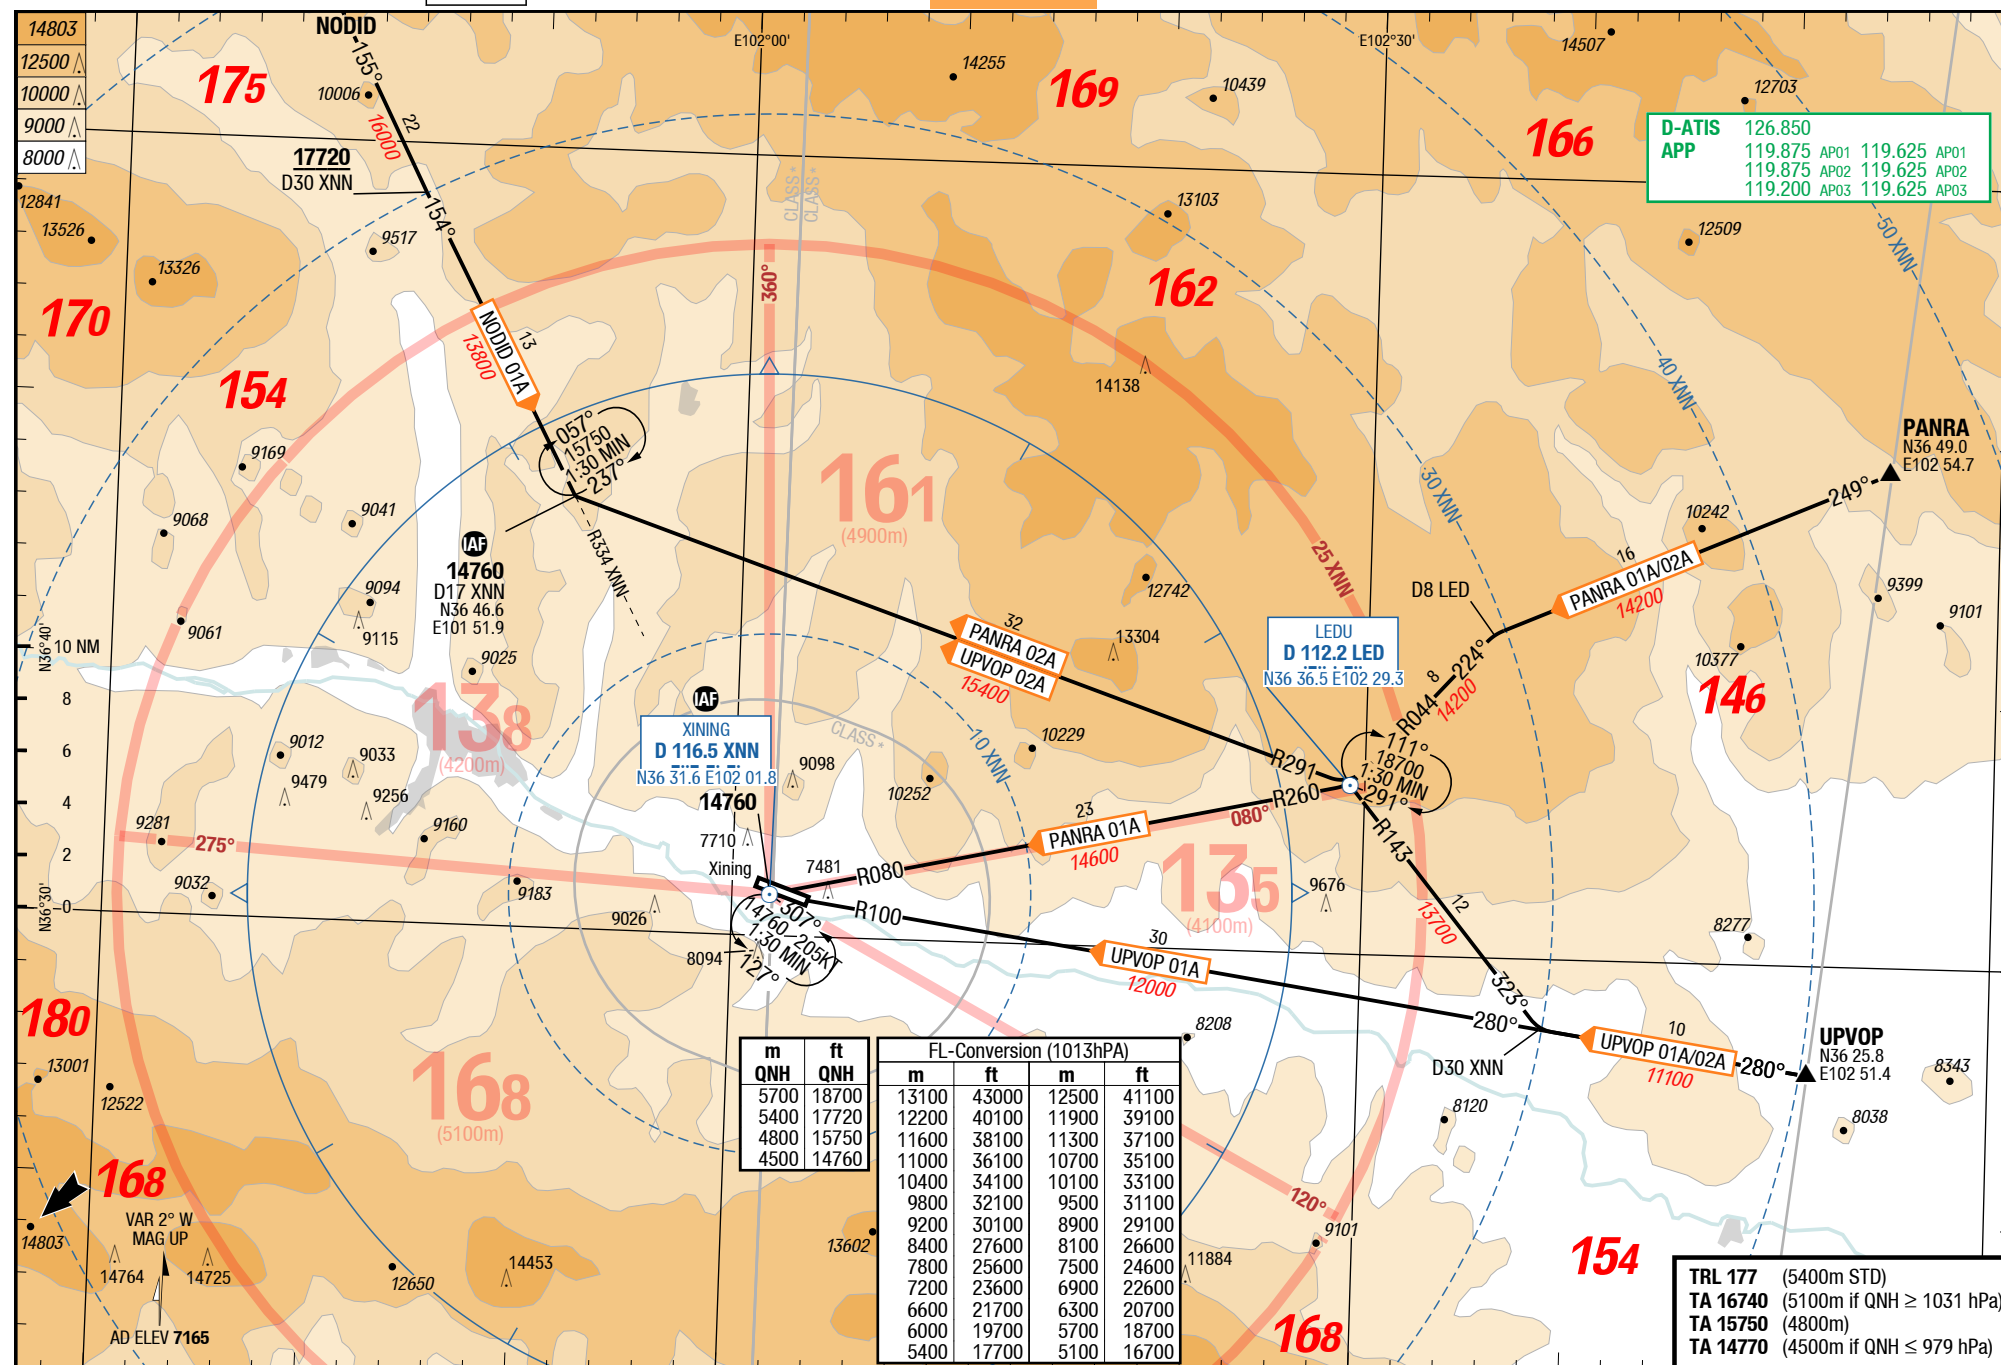 NODID
14803
12500
10000
9000
8000
175
155°
10006
22
16000
17720
D30 XNN
154°
E102°00'
14255
169
10439
E102°30'
14507
12703
166
D-ATIS 126.850
APP 119.875 AP01 119.625 AP01
119.875 AP02 119.625 AP02
119.200 AP03 119.625 AP03
12841
13526
13326
9517
CLASS *
CLASS *
13103
12509
50 XNN
170
360°
162
NODID 01A
13
13800
154
14138
40 XNN
057°
15750
1:30 MIN
237°
9169
9041
9068
161
(4900m)
30 XNN
PANRA
N36 49.0
E102 54.7
249°
10242
IAF
14760
D17 XNN
N36 46.6
E101 51.9
R334 XNN
25 XNN
16
PANRA 01A/02A
14200
9399
9101
9094
9115
9061
12742
D8 LED
N36°40'
10 NM
8
6
4
2
0
N36°30'
9025
32
PANRA 02A
UPVOP 02A
15400
13304
LEDU
D 112.2 LED
N36 36.5 E102 29.3
224°
8
R044
14200
10377
146
138
(4200m)
IAF
XINING
D 116.5 XNN
N36 31.6 E102 01.8
14760
CLASS *
10 XNN
10229
R291
111°
18700
1:30 MIN
291°
9012
9033
9479
9256
9098
10252
R260
080°
23
PANRA 01A
14600
9281
275°
9160
7710
Xining
7481
R080
R143
135
(4100m)
9032
9183
9026
R100
9676
12
13700
307°
14760 205KT
1:30 MIN
127°
8094
30
UPVOP 01A
12000
8277
323°
280°
D30 XNN
10
UPVOP 01A/02A
11100
280°
UPVOP
N36 25.8
E102 51.4
8343
8038
180
13001
12522
168
(5100m)
8208
8120
m ft
QNH QNH
5700 18700
5400 17720
4800 15750
4500 14760
FL-Conversion (1013hPA)
m ft m ft
13100 43000 12500 41100
12200 40100 11900 39100
11600 38100 11300 37100
11000 36100 10700 35100
10400 34100 10100 33100
9800 32100 9500 31100
9200 30100 8900 29100
8400 27600 8100 26600
7800 25600 7500 24600
7200 23600 6900 22600
6600 21700 6300 20700
6000 19700 5700 18700
5400 17700 5100 16700
168
14803
VAR 2° W
MAG UP
14764
14725
AD ELEV 7165
12650
14453
13602
120°
9101
11884
168
154
TRL 177 (5400m STD)
TA 16740 (5100m if QNH ≥ 1031 hPa)
TA 15750 (4800m)
TA 14770 (4500m if QNH ≤ 979 hPa)